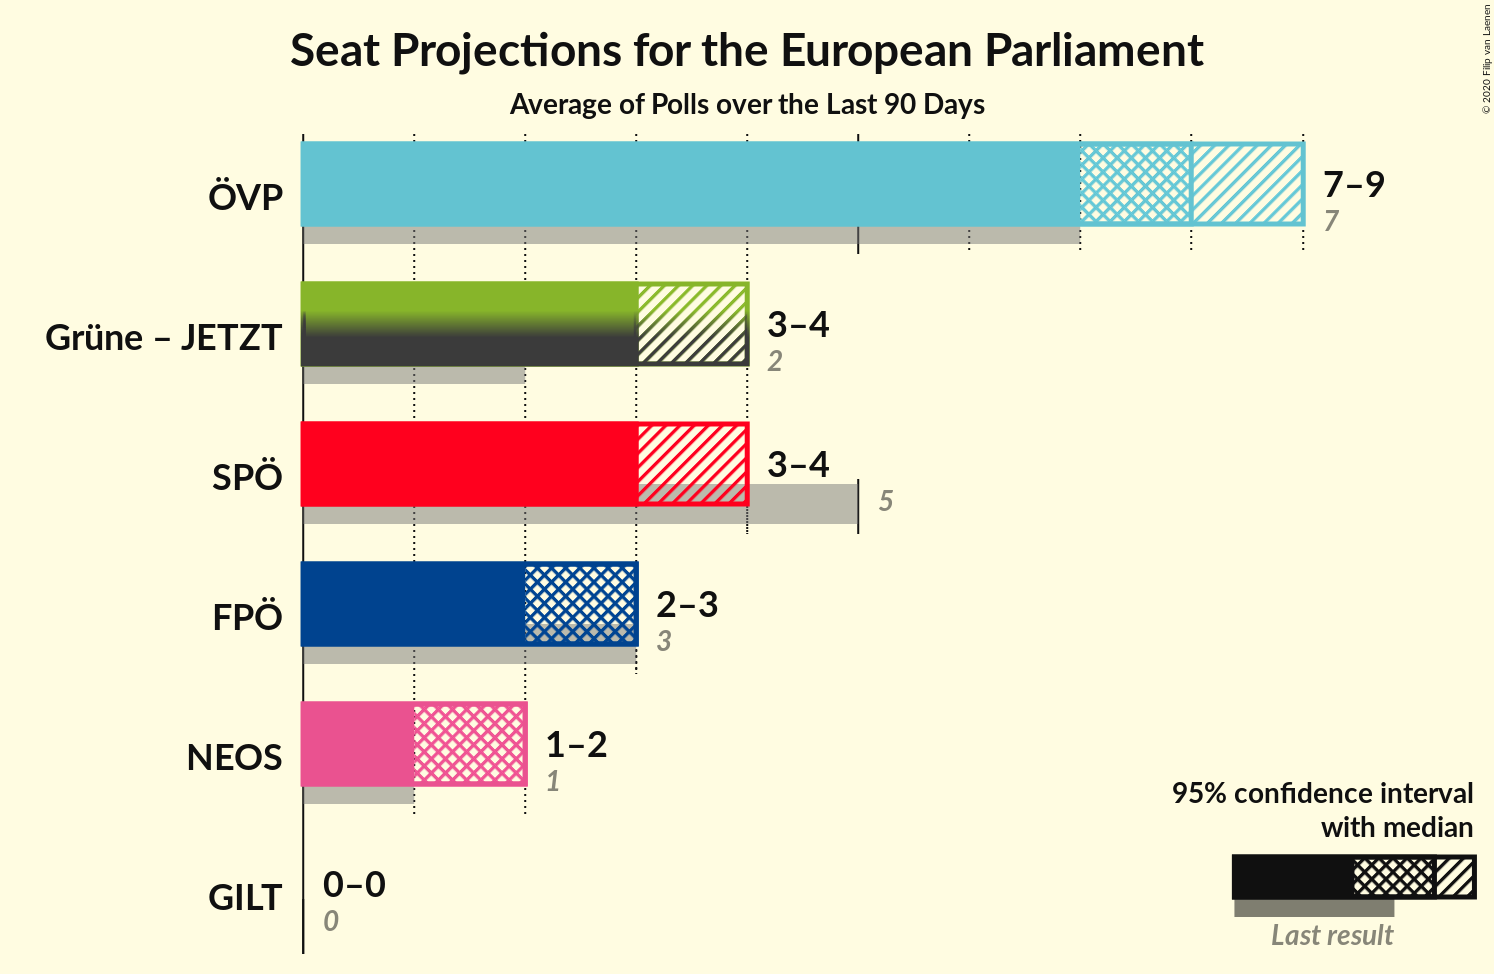 Seat Projections for the European Parliament
Average of Polls over the Last 90 Days
© 2020 Filip van Laenen
ÖVP
7–9
7
Grüne – JETZT
3–4
2
SPÖ
3–4
5
FPÖ
2–3
3
NEOS
1–2
1
GILT
0–0
0
95% confidence interval
with median
Last result